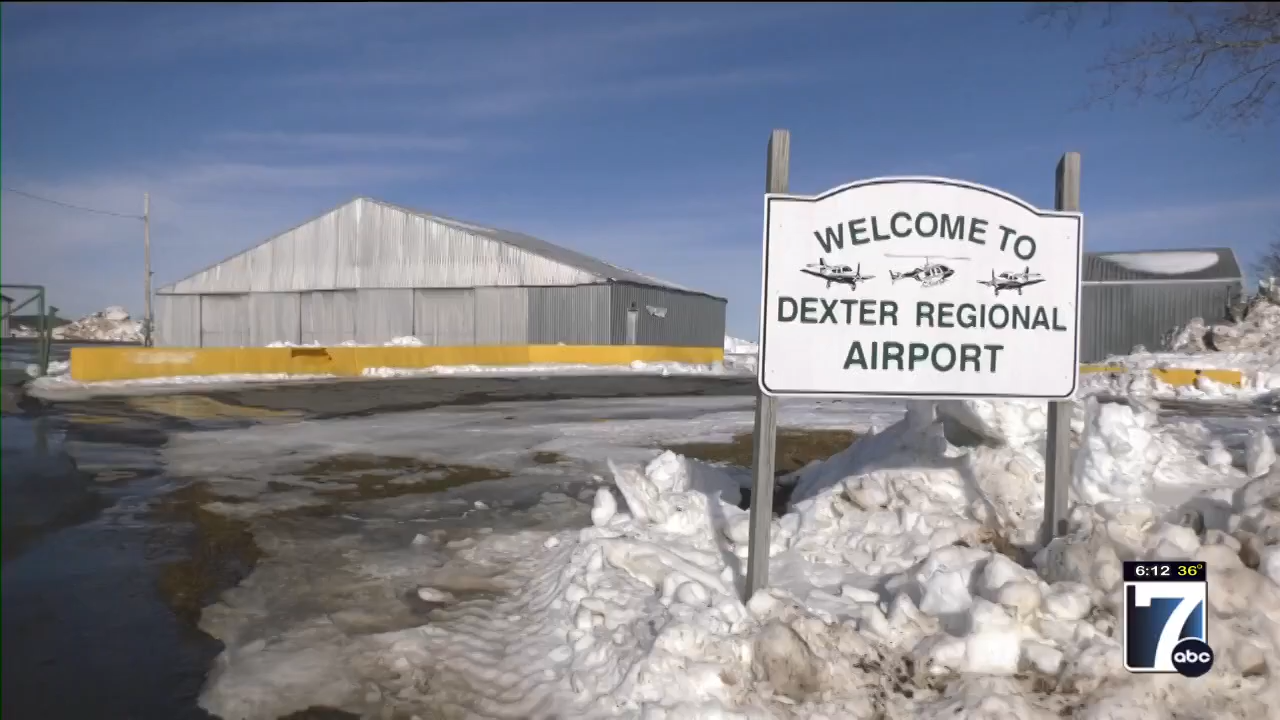 WELCOME TO
DEXTER REGIONAL
AIRPORT
6:12 36°
7
abc